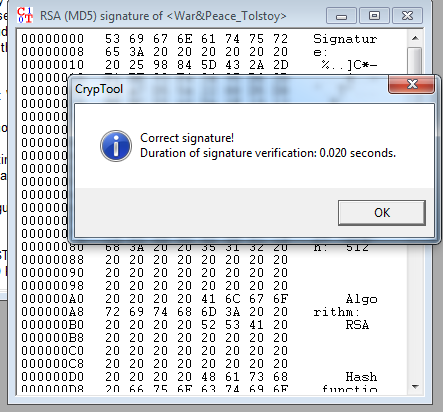 RSA (MD5) signature of <War&Peace_Tolstoy>
00000000 53 69 67 6E 61 74 75 72 Signatur
00000008 65 3A 20 20 20 20 20 20 e:
00000010 20 25 98 84 5D 43 2A 2D %..]C*-
CrypTool
Correct signature!
Duration of signature verification: 0.020 seconds.
OK
68 3A 20 20 35 31 32 20 h: 512
00000088 20 20 20 20 20 20 20 20
00000090 20 20 20 20 20 20 20 20
00000098 20 20 20 20 20 20 20 20
000000A0 20 20 20 20 41 6C 67 6F Algo
000000A8 72 69 74 68 6D 3A 20 20 rithm:
000000B0 20 20 20 20 52 53 41 20 RSA
000000B8 20 20 20 20 20 20 20 20
000000C0 20 20 20 20 20 20 20 20
000000C8 20 20 20 20 20 20 20 20
000000D0 20 20 20 20 48 61 73 68 Hash
000000D8 20 66 75 6E 63 74 69 6F functio